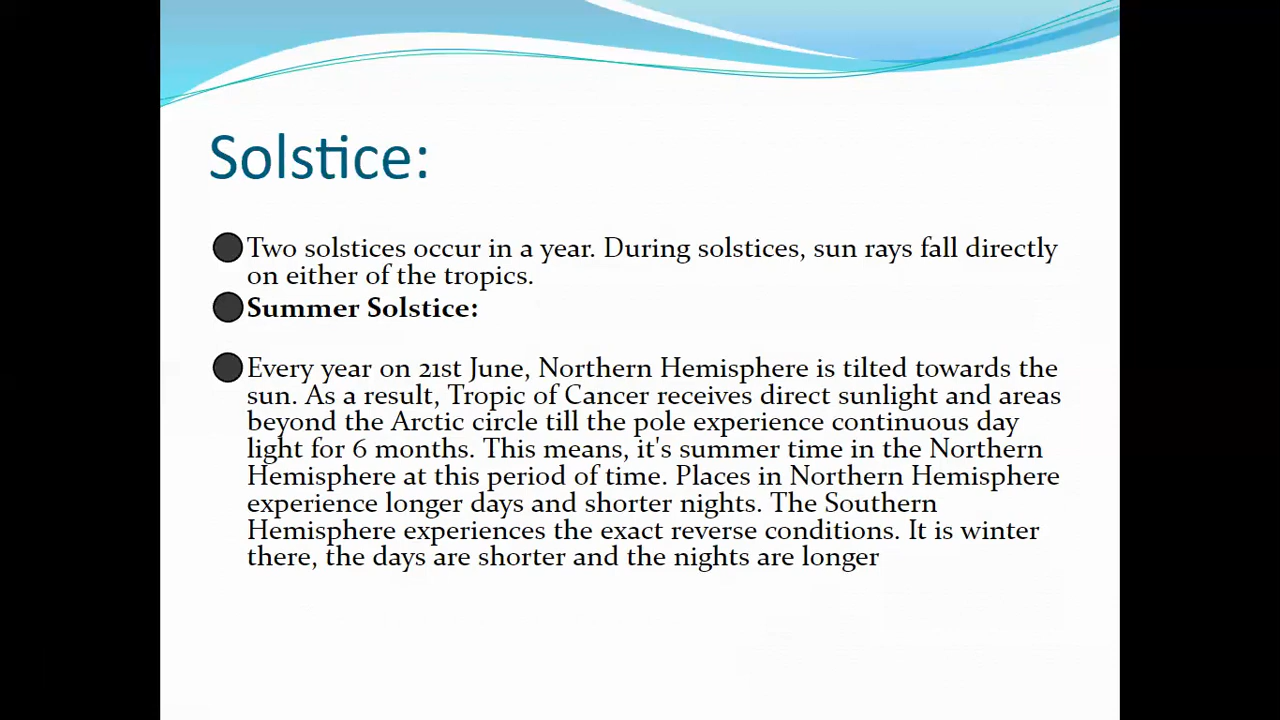 Solstice:
Two solstices occur in a year. During solstices, sun rays fall directly
on either of the tropics.
Summer Solstice:
Every year on 21st June, Northern Hemisphere is tilted towards the
sun. As a result, Tropic of Cancer receives direct sunlight and areas
beyond the Arctic circle till the pole experience continuous day
light for 6 months. This means, it's summer time in the Northern
Hemisphere at this period of time. Places in Northern Hemisphere
experience longer days and shorter nights. The Southern
Hemisphere experiences the exact reverse conditions. It is winter
there, the days are shorter and the nights are longer